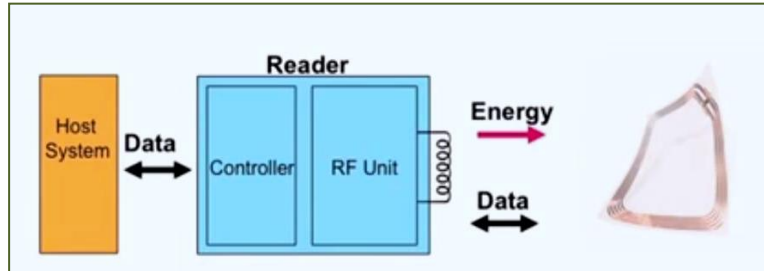 Reader
Host
System
Data
Controller
RF Unit
Energy
Data